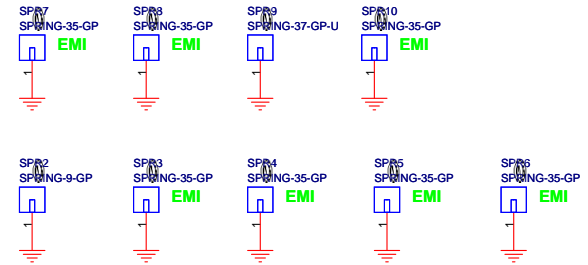 SPR7 SPR8 SPR9 SPR10
SPRING-35-GP SPRING-35-GP SPRING-37-GP-U SPRING-35-GP
EMI EMI EMI
1 1 1 1
SPR2 SPR3 SPR4 SPR5 SPR6
SPRING-9-GP SPRING-35-GP SPRING-35-GP SPRING-35-GP SPRING-35-GP
EMI EMI EMI EMI
1 1 1 1 1